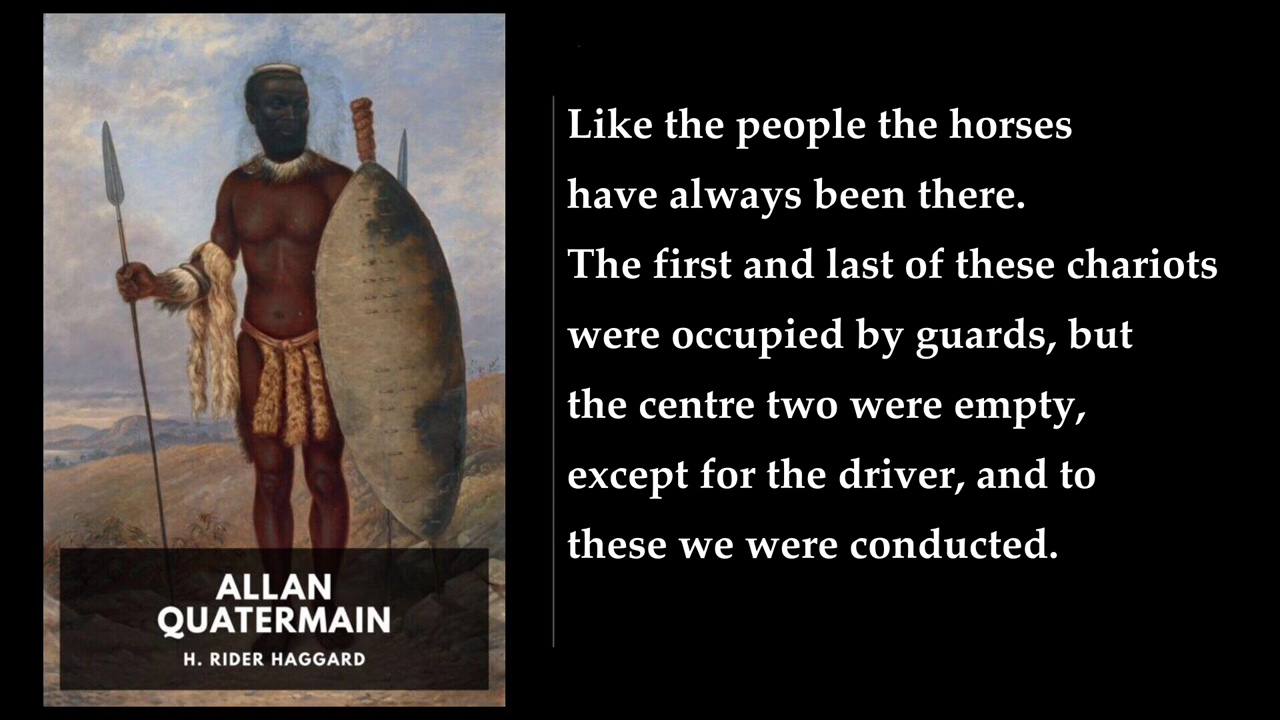 ALLAN
QUATERMAIN
H. RIDER HAGGARD
Like the people the horses
have always been there.
The first and last of these chariots
were occupied by guards, but
the centre two were empty,
except for the driver, and to
these we were conducted.